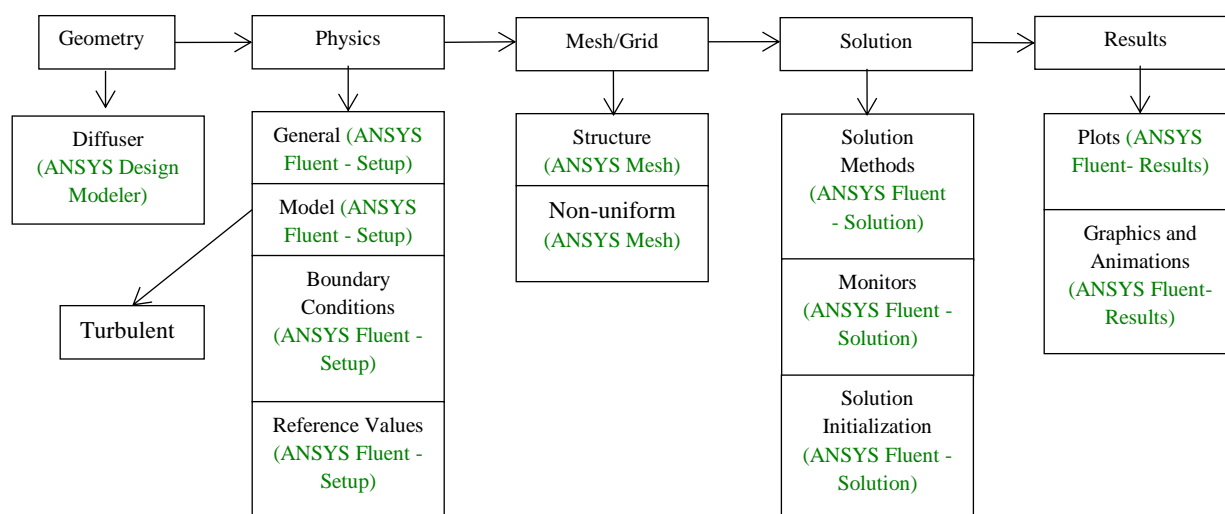 Geometry
Physics
Mesh/Grid
Solution
Results
Diffuser
(ANSYS Design
Modeler)
Turbulent
General (ANSYS
Fluent - Setup)
Model (ANSYS
Fluent - Setup)
Boundary
Conditions
(ANSYS Fluent -
Setup)
Reference Values
(ANSYS Fluent -
Setup)
Structure
(ANSYS Mesh)
Non-uniform
(ANSYS Mesh)
Solution
Methods
(ANSYS Fluent
- Solution)
Monitors
(ANSYS Fluent -
Solution)
Solution
Initialization
(ANSYS Fluent -
Solution)
Plots (ANSYS
Fluent- Results)
Graphics and
Animations
(ANSYS Fluent-
Results)